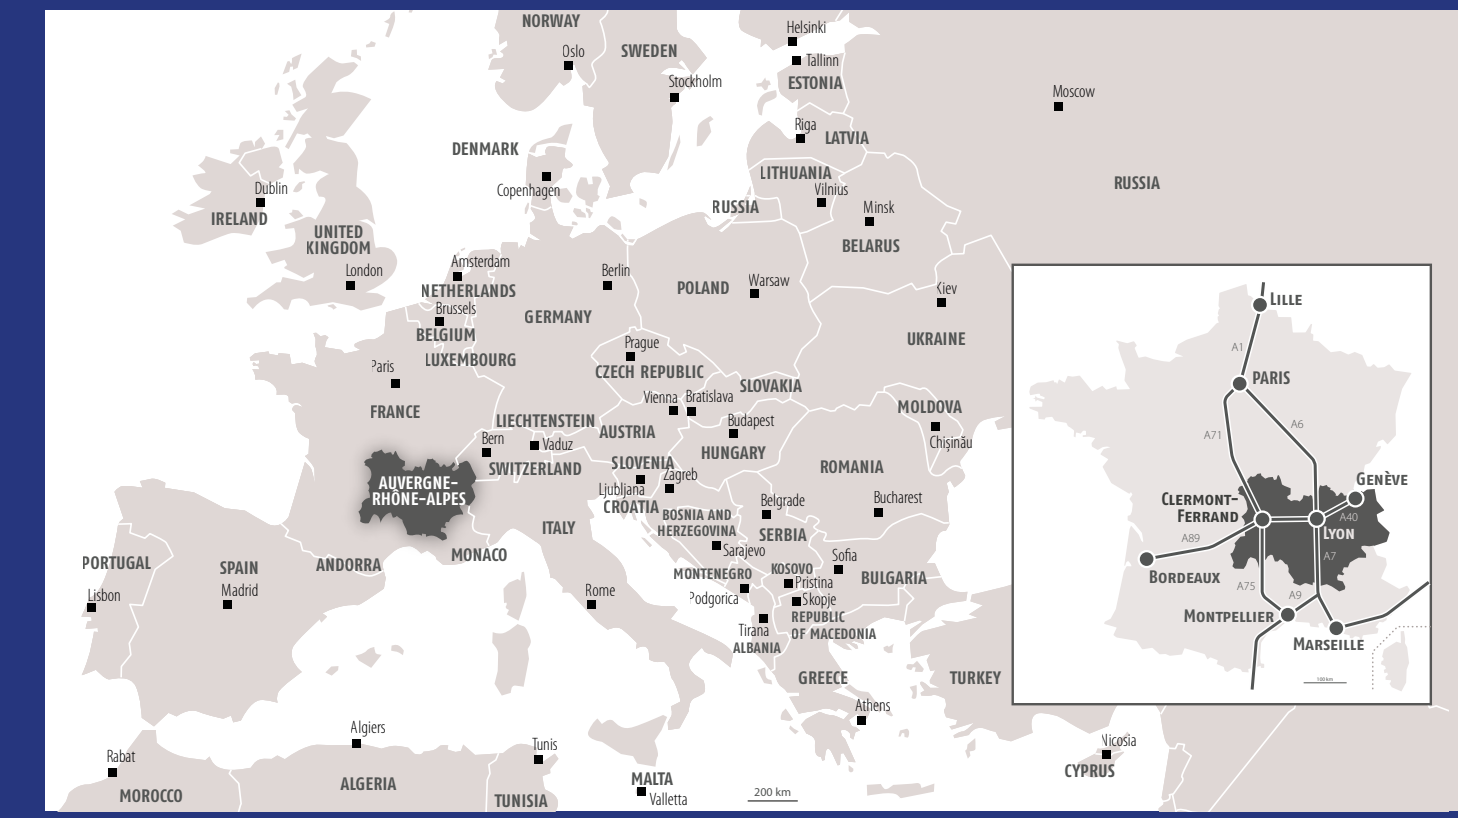 NORWAY
Oslo
SWEDEN
Stockholm
Helsinki
Tallinn
ESTONIA
Moscow
Riga
LATVIA
DENMARK
Copenhagen
LITHUANIA
Vilnius
RUSSIA
RUSSIA
Minsk
BELARUS
Dublin
IRELAND
UNITED
KINGDOM
London
Amsterdam
NETHERLANDS
Brussels
BELGIUM
LUXEMBOURG
Berlin
GERMANY
POLAND
Warsaw
Kiev
UKRAINE
Paris
FRANCE
Prague
CZECH REPUBLIC
SLOVAKIA
Vienna
Bratislava
LIECHTENSTEIN
AUSTRIA
Budapest
HUNGARY
MOLDOVA
Chișinău
Bern
Vaduz
SWITZERLAND
SLOVENIA
Ljubljana
Zagreb
CROATIA
ROMANIA
Bucharest
AUVERGNE–
RHÔNE–ALPES
ITALY
BOSNIA AND
HERZEGOVINA
Sarajevo
Belgrade
SERBIA
MONACO
ANDORRA
PORTUGAL
Lisbon
SPAIN
Madrid
Rome
MONTENEGRO
Podgorica
KOSOVO
Pristina
Sofia
BULGARIA
Skopje
REPUBLIC
OF MACEDONIA
Tirana
ALBANIA
GREECE
Athens
TURKEY
Nicosia
CYPRUS
Rabat
MOROCCO
Algiers
ALGERIA
Tunis
TUNISIA
MALTA
Valletta
200 km
LILLE
A1
PARIS
A71
A6
GENÈVE
CLERMONT–
FERRAND
A40
LYON
A89
A7
BORDEAUX
A75
A9
MONTPELLIER
MARSEILLE
100 km